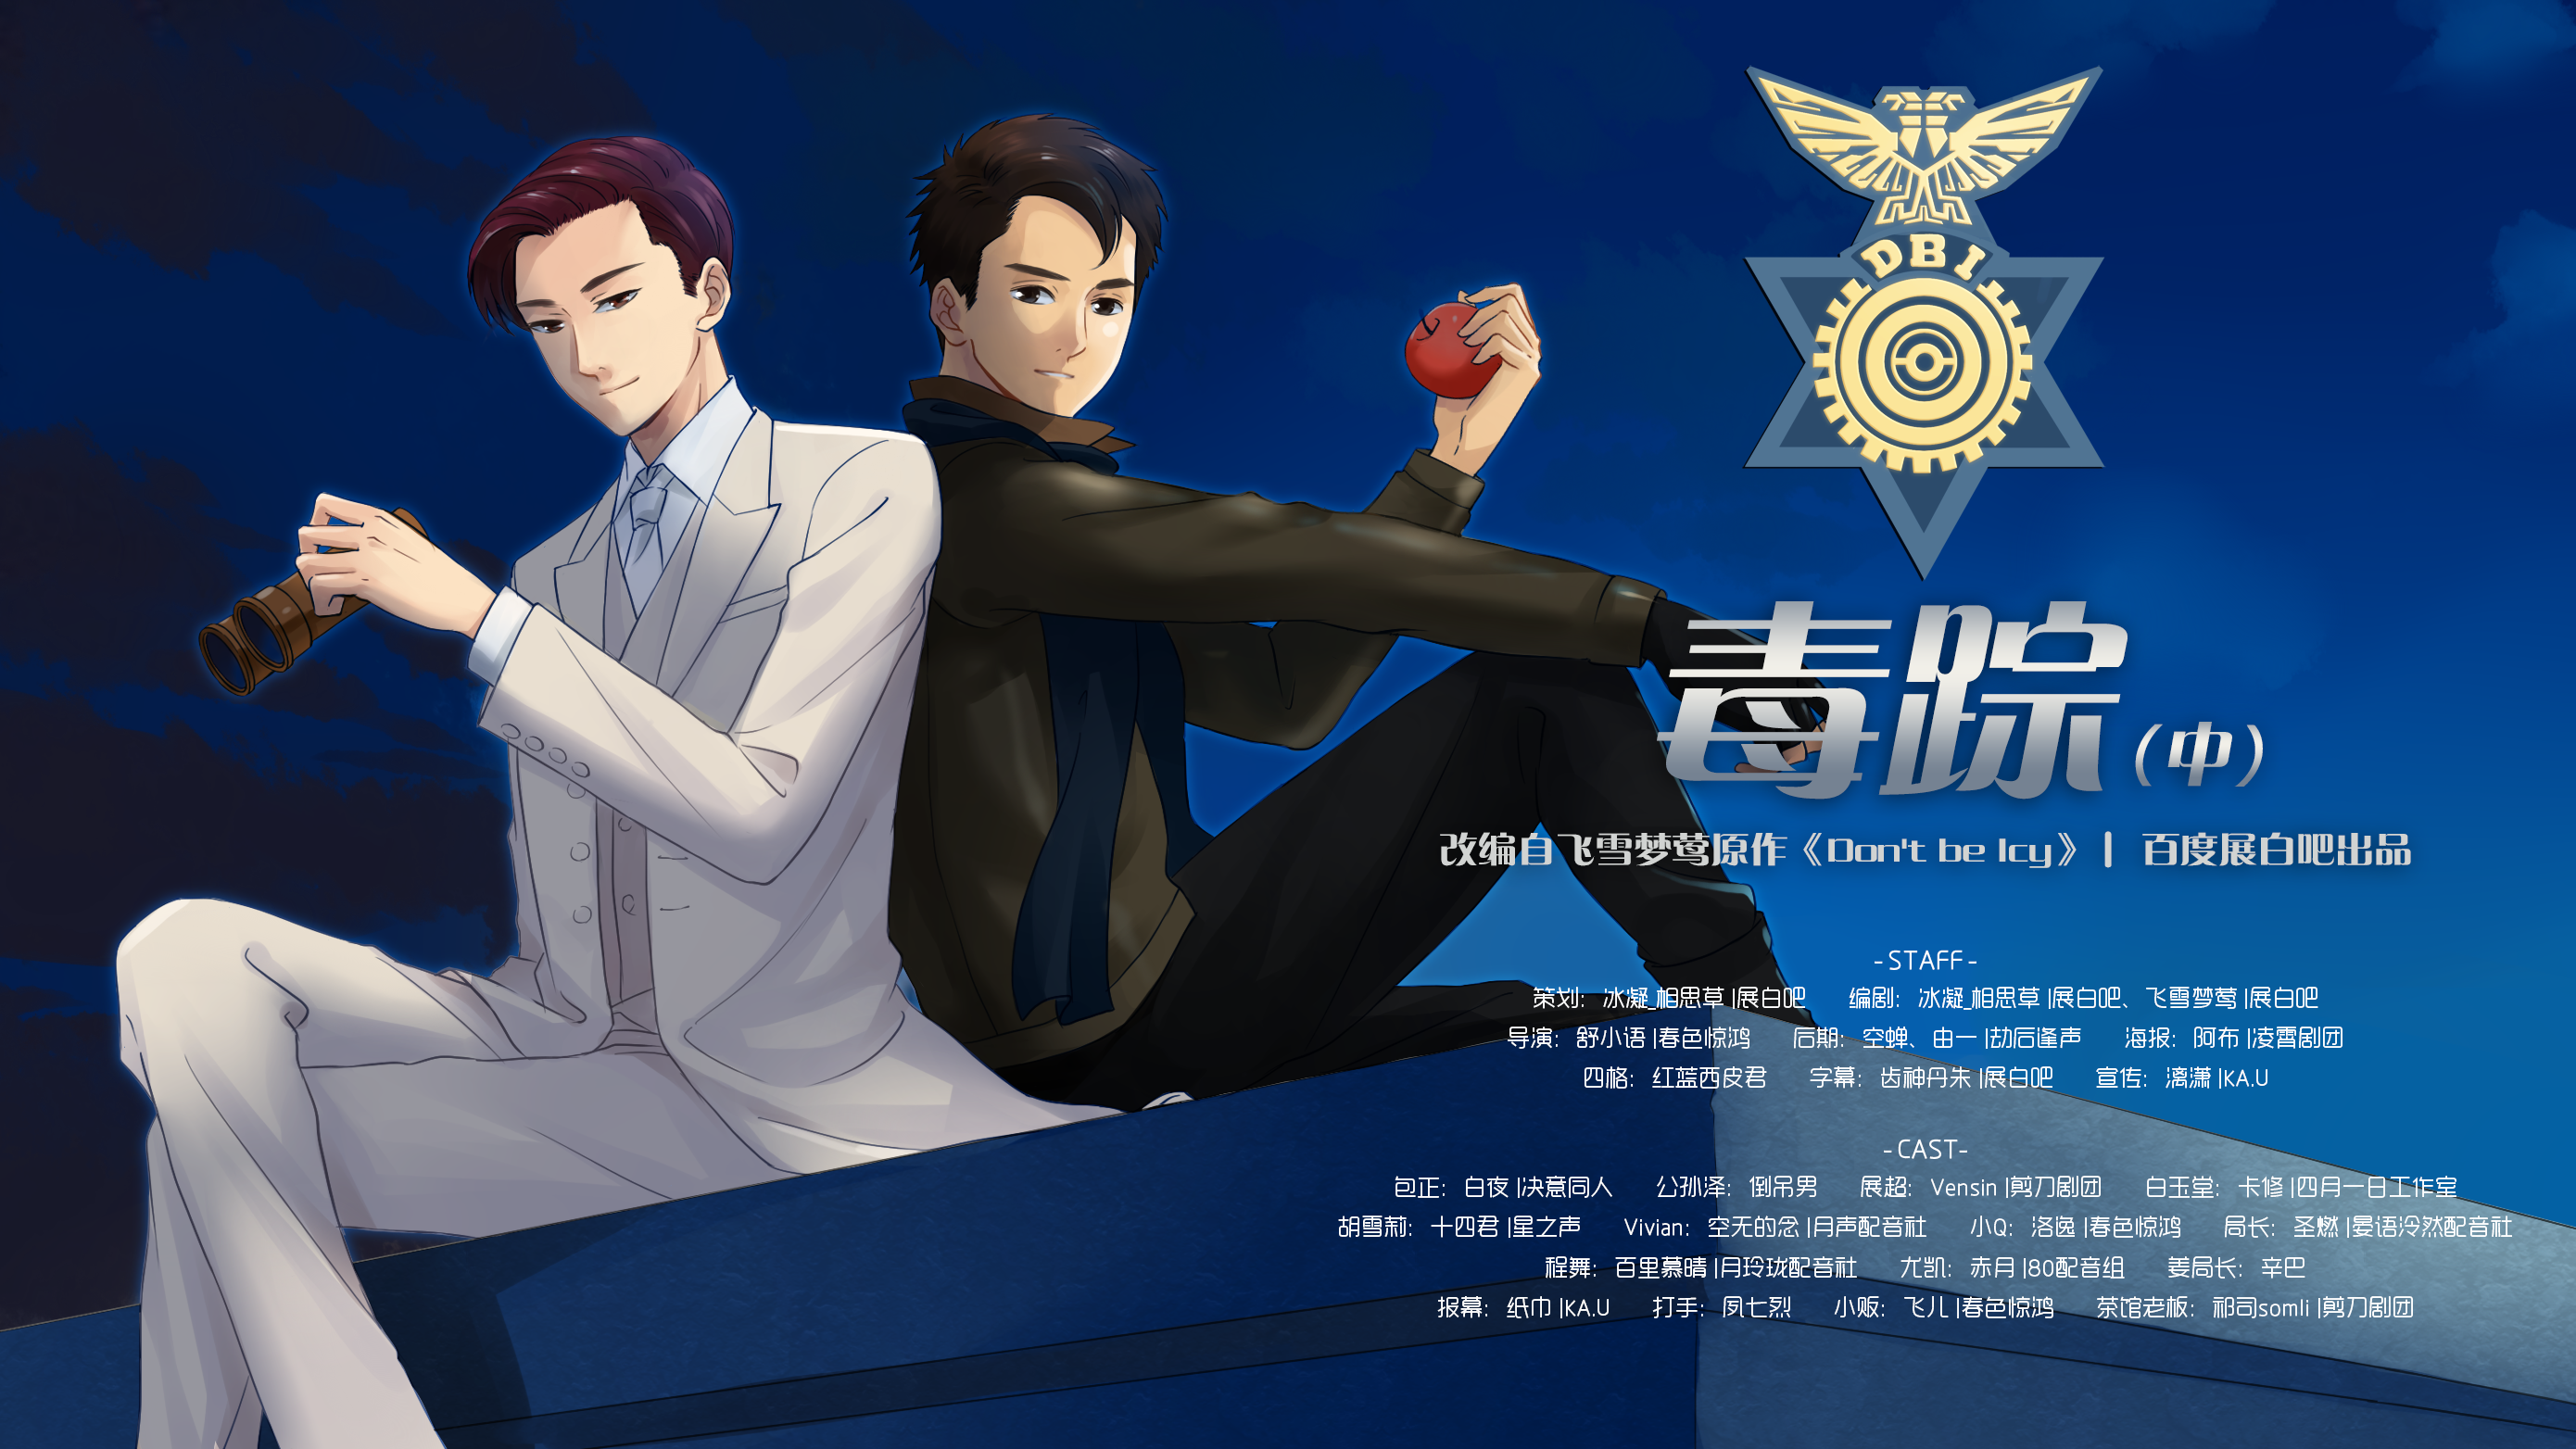 DBI
毒踪（中）
改编自飞雪梦莺原作《Don't be Icy》| 百度展白吧出品
-STAFF-
策划：冰凝_相思草|展白吧 编剧：冰凝_相思草|展白吧、飞雪梦莺|展白吧
导演：舒小语|春色惊鸿 后期：空蝉、由一|劫后逢声 海报：阿布|凌霄剧团
四格：红蓝西皮君 字幕：齿神丹朱|展白吧 宣传：漓潇|KA.U
-CAST-
包正：白夜|决意同人 公孙泽：倒吊男 展超：Vensin|剪刀剧团 白玉堂：卡修|四月一日工作室
胡雪莉：十四君|星之声 Vivian：空无的念|月声配音社 小Q：洛逸|春色惊鸿 局长：圣燃|晏语泠然配音社
程舞：百里慕晴|月玲珑配音社 尤凯：赤月|80配音组 姜局长：辛巴
报幕：纸巾|KA.U 打手：凤七烈 小贩：飞儿|春色惊鸿 茶馆老板：祁司somli|剪刀剧团